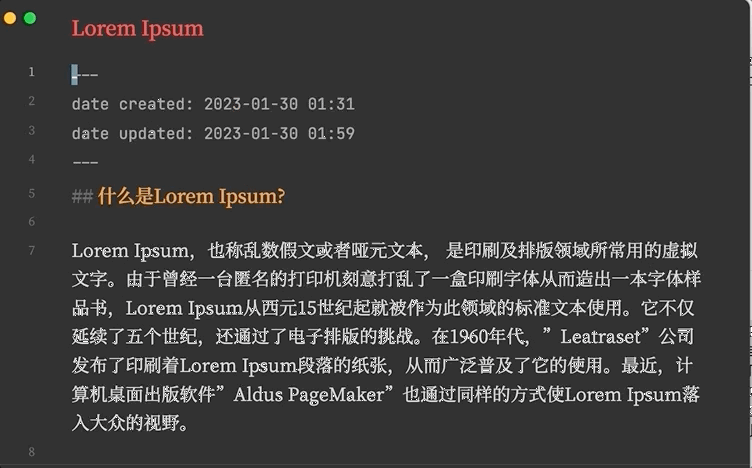 Lorem Ipsum
1 ---
2 date created: 2023-01-30 01:31
3 date updated: 2023-01-30 01:59
4 ---
5 ## 什么是Lorem Ipsum?
6
7 Lorem Ipsum，也称乱数假文或者哑元文本， 是印刷及排版领域所常用的虚拟
文字。由于曾经一台匿名的打印机刻意打乱了一盒印刷字体从而造出一本字体样
品书，Lorem Ipsum从西元15世纪起就被作为此领域的标准文本使用。它不仅
延续了五个世纪，还通过了电子排版的挑战。在1960年代，”Leatraset”公司
发布了印刷着Lorem Ipsum段落的纸张，从而广泛普及了它的使用。最近，计
算机桌面出版软件”Aldus PageMaker”也通过同样的方式使Lorem Ipsum落
入大众的视野。
8